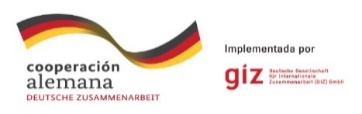 cooperación
alemana
DEUTSCHE ZUSAMMENARBEIT
Implementada por
giz
Deutsche Gesellschaft
für Internationale
Zusammenarbeit (GIZ) GmbH